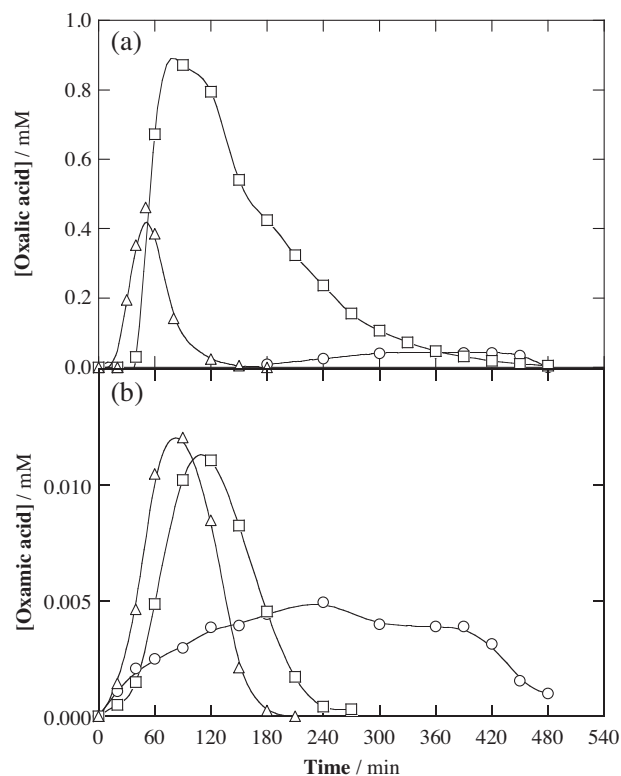 (a)
1.0
0.8
0.6
0.4
0.2
0.0
[Oxalic acid] / mM
(b)
0.010
0.005
0.000
[Oxamic acid] / mM
0 60 120 180 240 300 360 420 480 540
Time / min